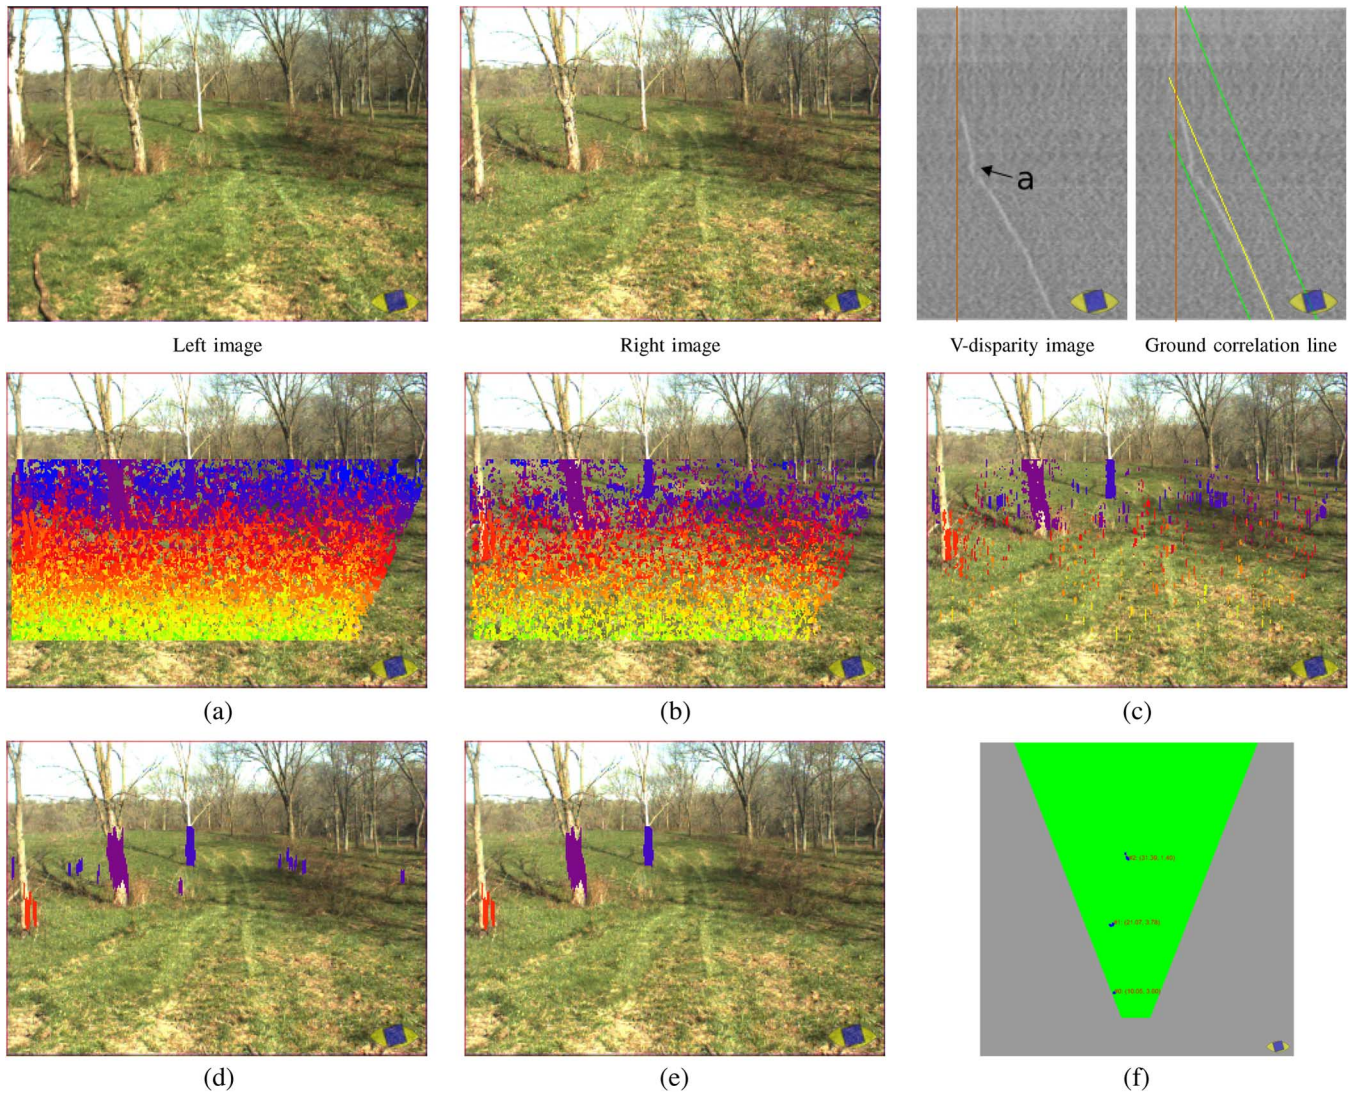 a
Left image
Right image
V-disparity image
Ground correlation line
(a)
(b)
(c)
(d)
(e)
(f)